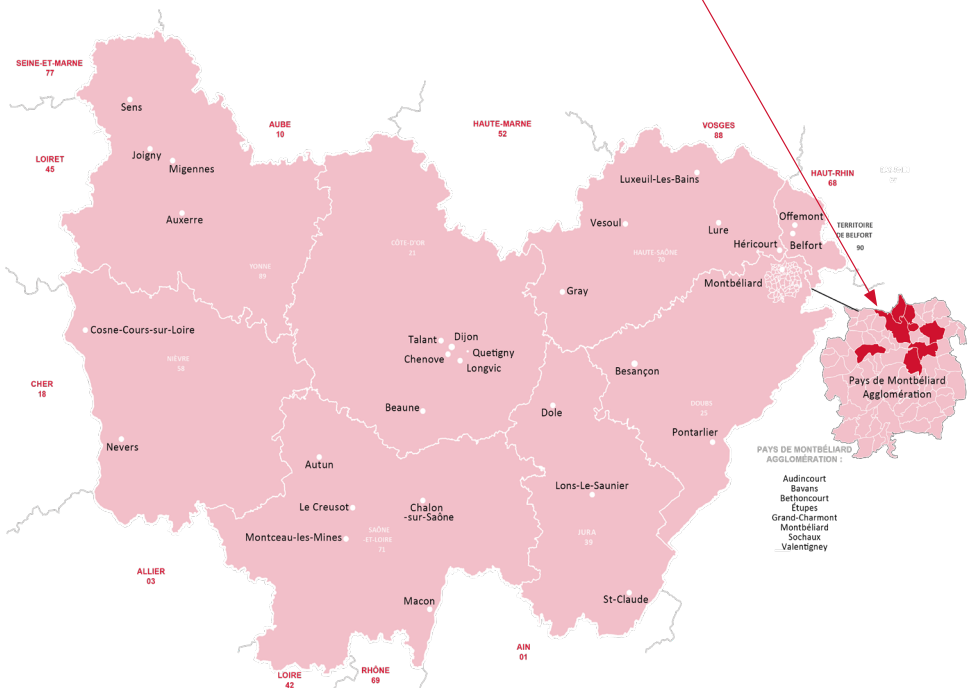 SEINE-ET-MARNE
77
Sens
AUBE
10
HAUTE-MARNE
52
VOSGES
88
LOIRET
45
Joigny
Migennes
Luxeuil-Les-Bains
HAUT-RHIN
68
Auxerre
Vesoul
Lure
Offemont
Héricourt
Belfort
TERRITOIRE
DE BELFORT
90
CÔTE-D'OR
21
HAUTE-SAÔNE
70
YONNE
89
Gray
Montbéliard
Cosne-Cours-sur-Loire
NIÈVRE
58
Talant
Dijon
Chenove
Quetigny
Longvic
Besançon
CHER
18
Pays de Montbéliard
Agglomération
Beaune
Dole
DOUBS
25
Nevers
Pontarlier
PAYS DE MONTBÉLIARD
AGGLOMÉRATION :
Audincourt
Bavans
Bethoncourt
Étupes
Grand-Charmont
Montbéliard
Sochaux
Valentigney
Autun
Lons-Le-Saunier
Le Creusot
Chalon
-sur-Saône
Montceau-les-Mines
SAÔNE
-ET-LOIRE
71
JURA
39
ALLIER
03
Macon
St-Claude
AIN
01
LOIRE
42
RHÔNE
69